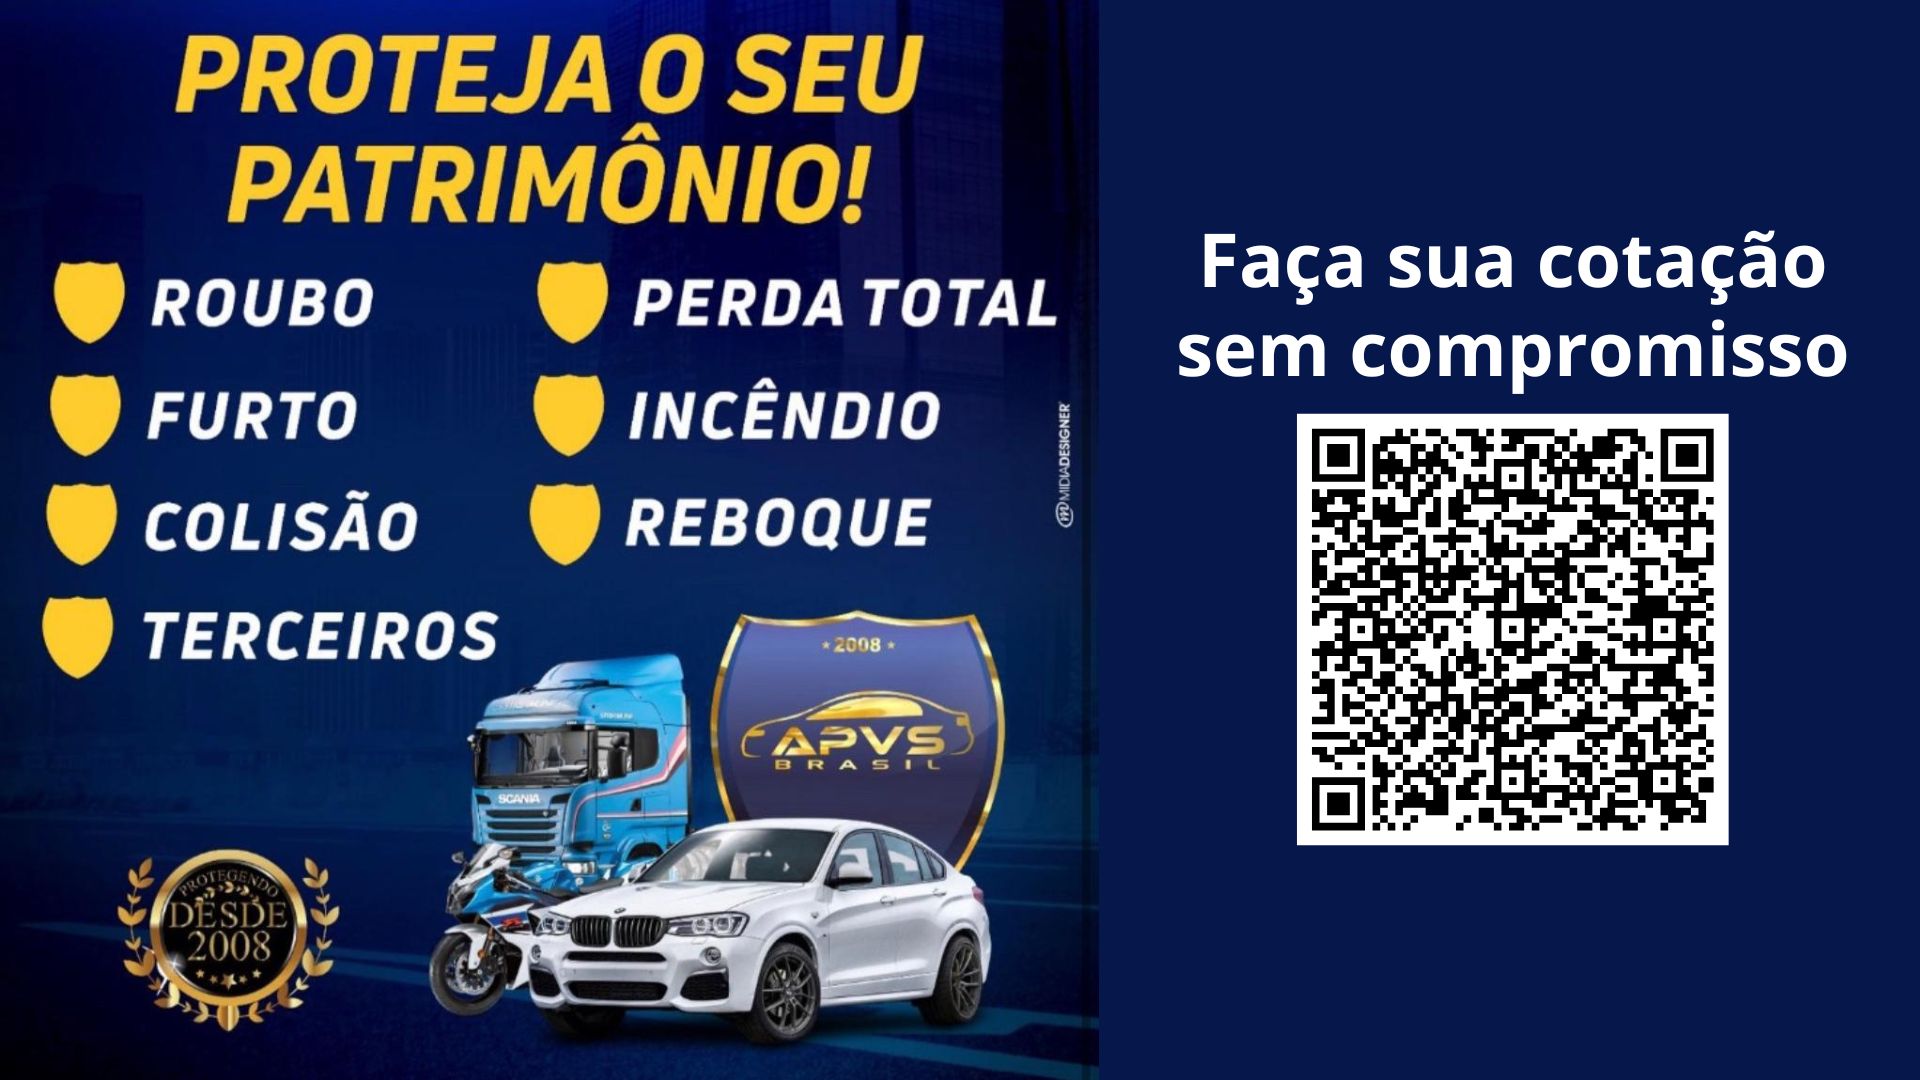 PROTEJA O SEU
PATRIMÔNIO!
ROUBO
FURTO
COLISÃO
TERCEIROS
PERDA TOTAL
INCÊNDIO
REBOQUE
MIDIADESIGNER
2008
APVS
BRASIL
SCANIA
PROTEGENDO
DESDE
2008
Faça sua cotação
sem compromisso